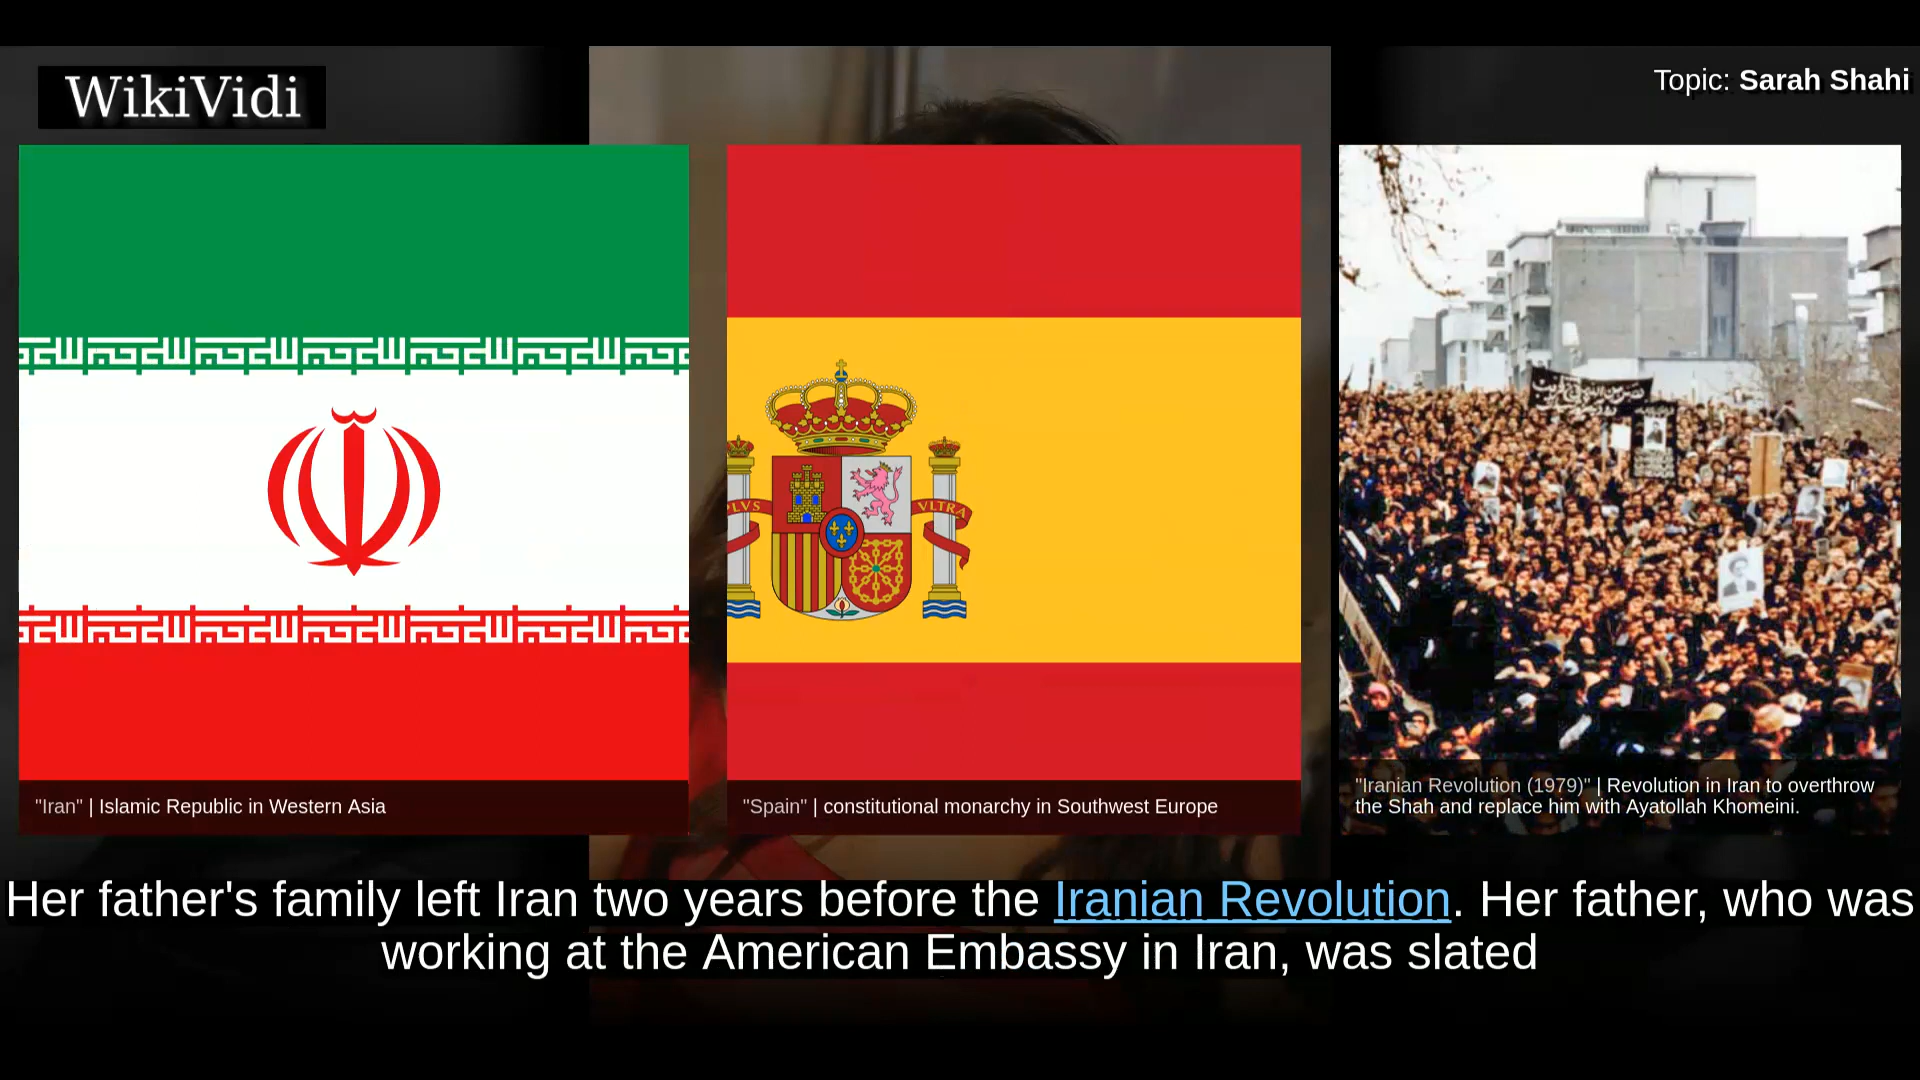 WikiVidi
Topic: Sarah Shahi
PLVS
VLTRA
"Iran" | Islamic Republic in Western Asia
"Spain" | constitutional monarchy in Southwest Europe
"Iranian Revolution (1979)" | Revolution in Iran to overthrow
the Shah and replace him with Ayatollah Khomeini.
Her father's family left Iran two years before the Iranian Revolution. Her father, who was
working at the American Embassy in Iran, was slated